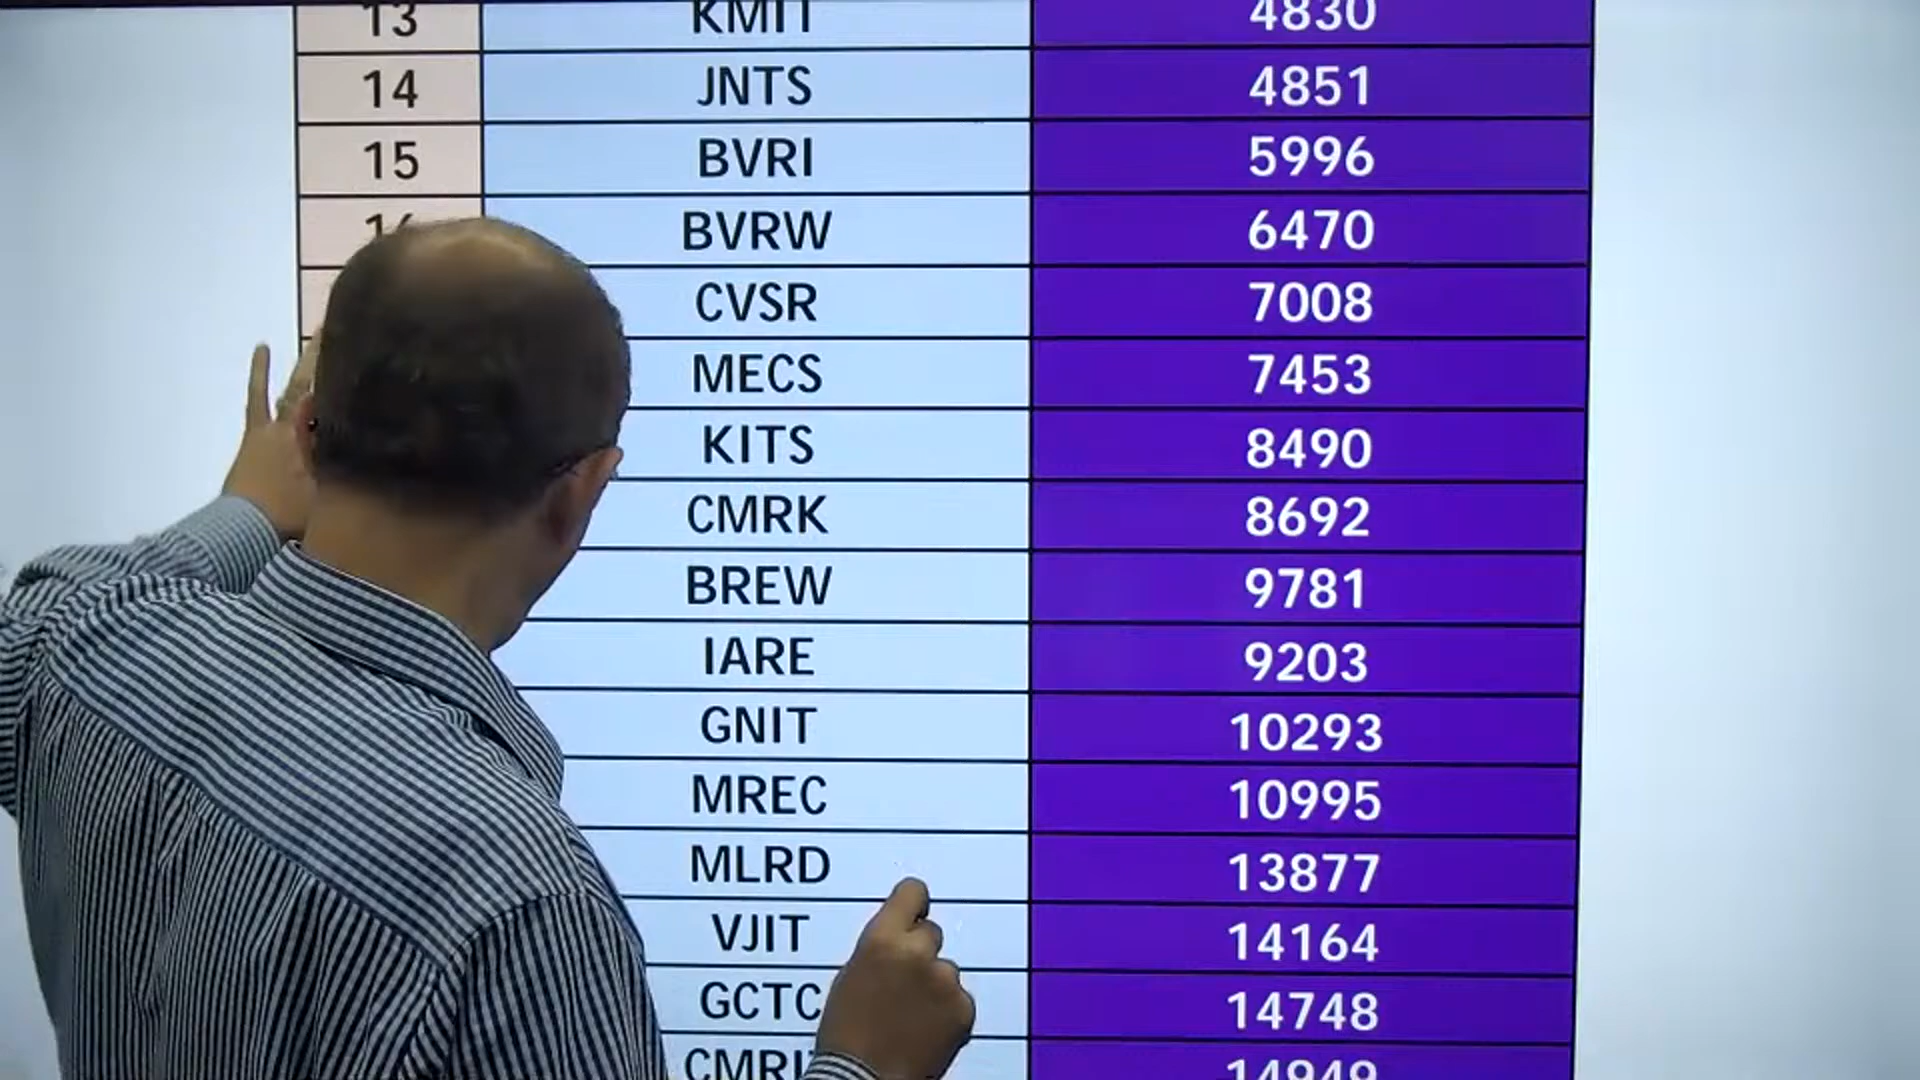 13 KMIT 4830
14 JNTS 4851
15 BVRI 5996
16 BVRW 6470
CVSR 7008
MECS 7453
KITS 8490
CMRK 8692
BREW 9781
IARE 9203
GNIT 10293
MREC 10995
MLRD 13877
VJIT 14164
GCTC 14748
CMRI 14949